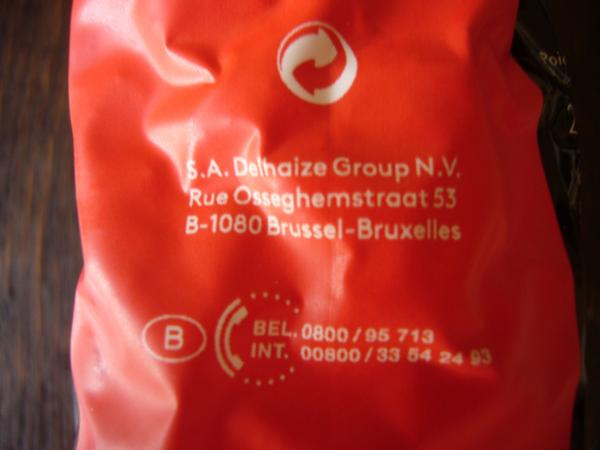 S.A. Delhaize Group N.V.
Rue Osseghemstraat 53
B-1080 Brussel-Bruxelles
B
BEL. 0800/95 713
INT. 00800/33 54 24 93